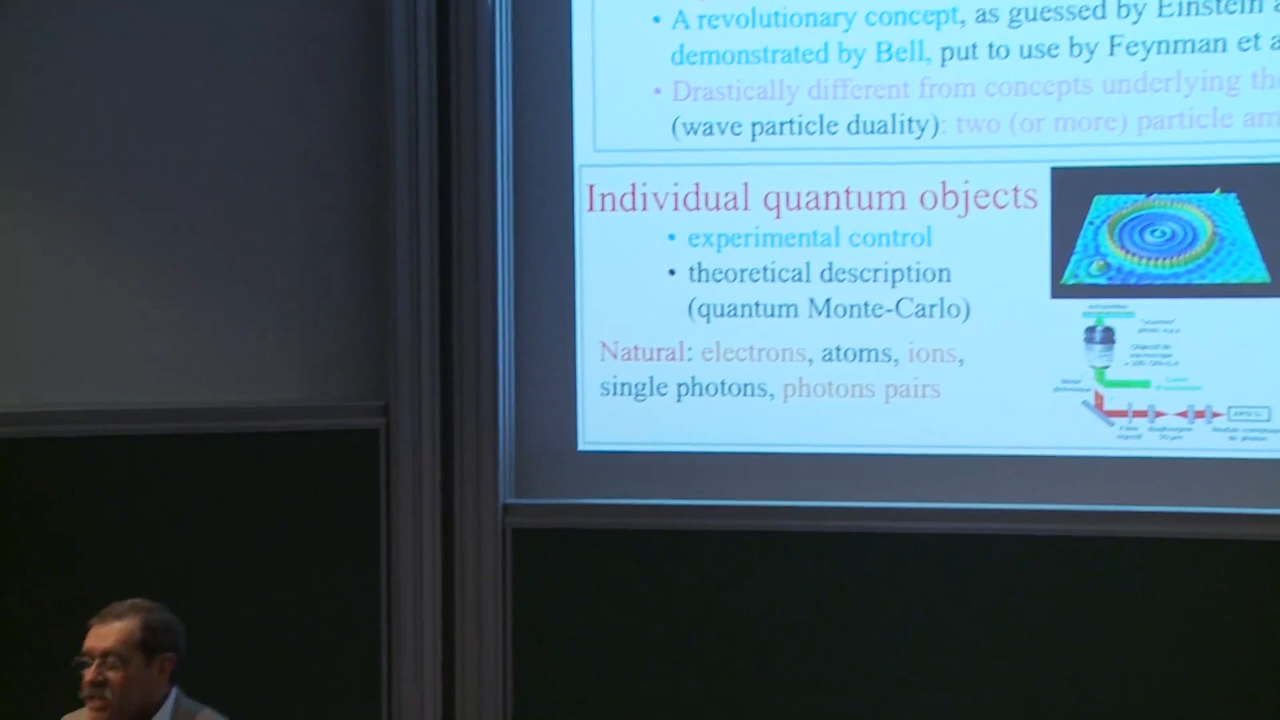 • A revolutionary concept, as guessed by Einstein
demonstrated by Bell, put to use by Feynman et
• Drastically different from concepts underlying
(wave particle duality): two (or more) particle
Individual quantum objects
• experimental control
• theoretical description
(quantum Monte-Carlo)
Natural: electrons, atoms, ions,
single photons, photons pairs